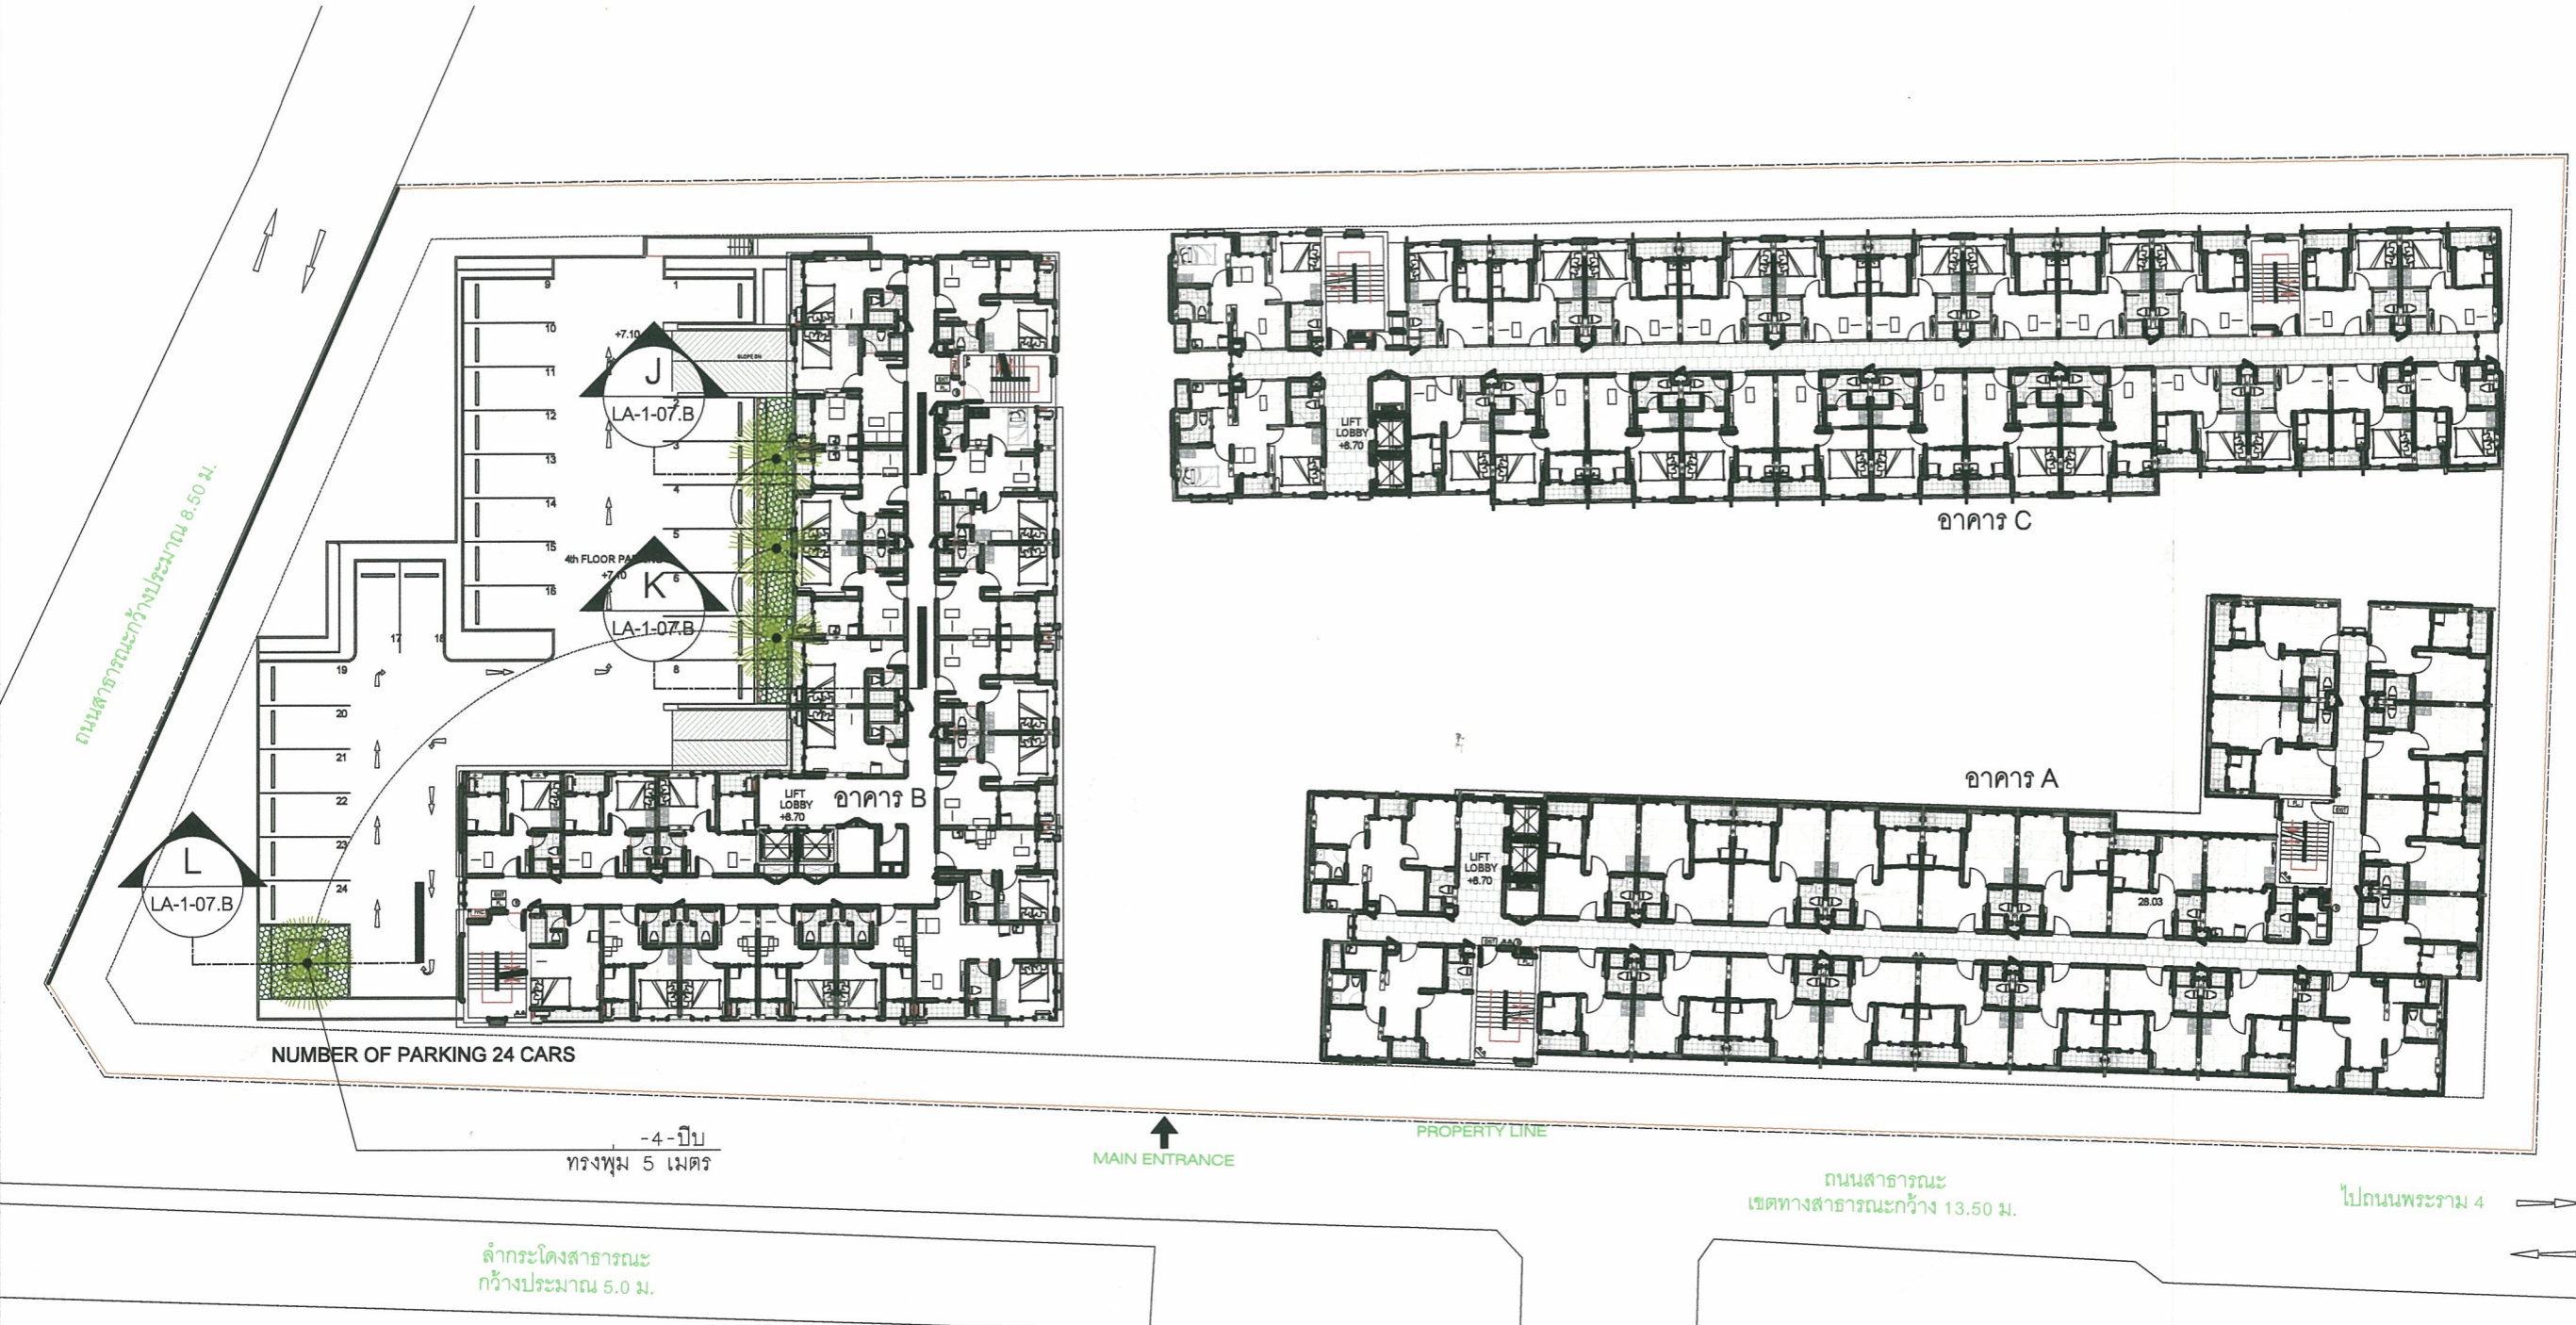 ถนนสาธารณะกว้างประมาณ 8.50 ม.
9
1
10
+7.10
SLOPE DN
11
J
LA-1-07.B
2
12
3
13
4
14
5
15
4th FLOOR
+7.10
6
16
K
LA-1-07.B
7
17
18
8
19
20
21
22
23
24
L
LA-1-07.B
LIFT
LOBBY
+8.70
อาคาร B
LIFT
LOBBY
+8.70
อาคาร C
อาคาร A
LIFT
LOBBY
+8.70
28.03
NUMBER OF PARKING 24 CARS
-4-ปีบ
ทรงพุ่ม 5 เมตร
MAIN ENTRANCE
PROPERTY LINE
ถนนสาธารณะ
เขตทางสาธารณะกว้าง 13.50 ม.
ไปถนนพระราม 4
ลำกระโดงสาธารณะ
กว้างประมาณ 5.0 ม.